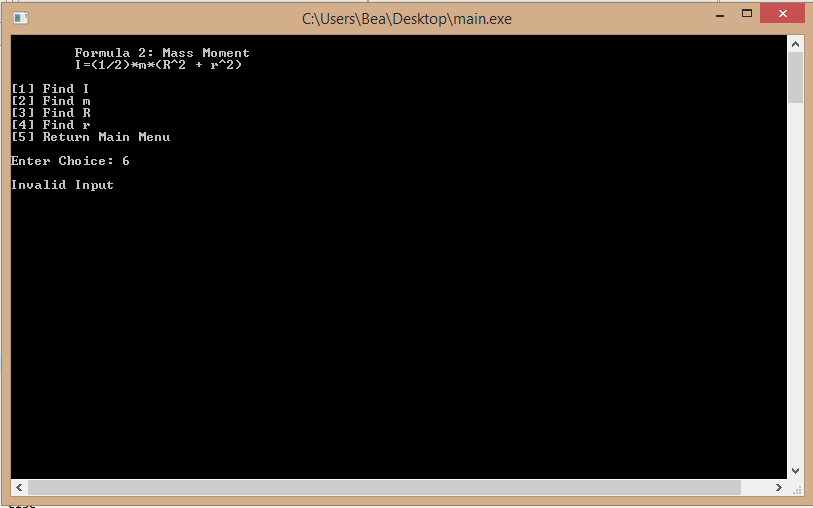 C:\Users\Bea\Desktop\main.exe
Formula 2: Mass Moment
I=(1/2)*m*(R^2 + r^2)
[1] Find I
[2] Find m
[3] Find R
[4] Find r
[5] Return Main Menu
Enter Choice: 6
Invalid Input